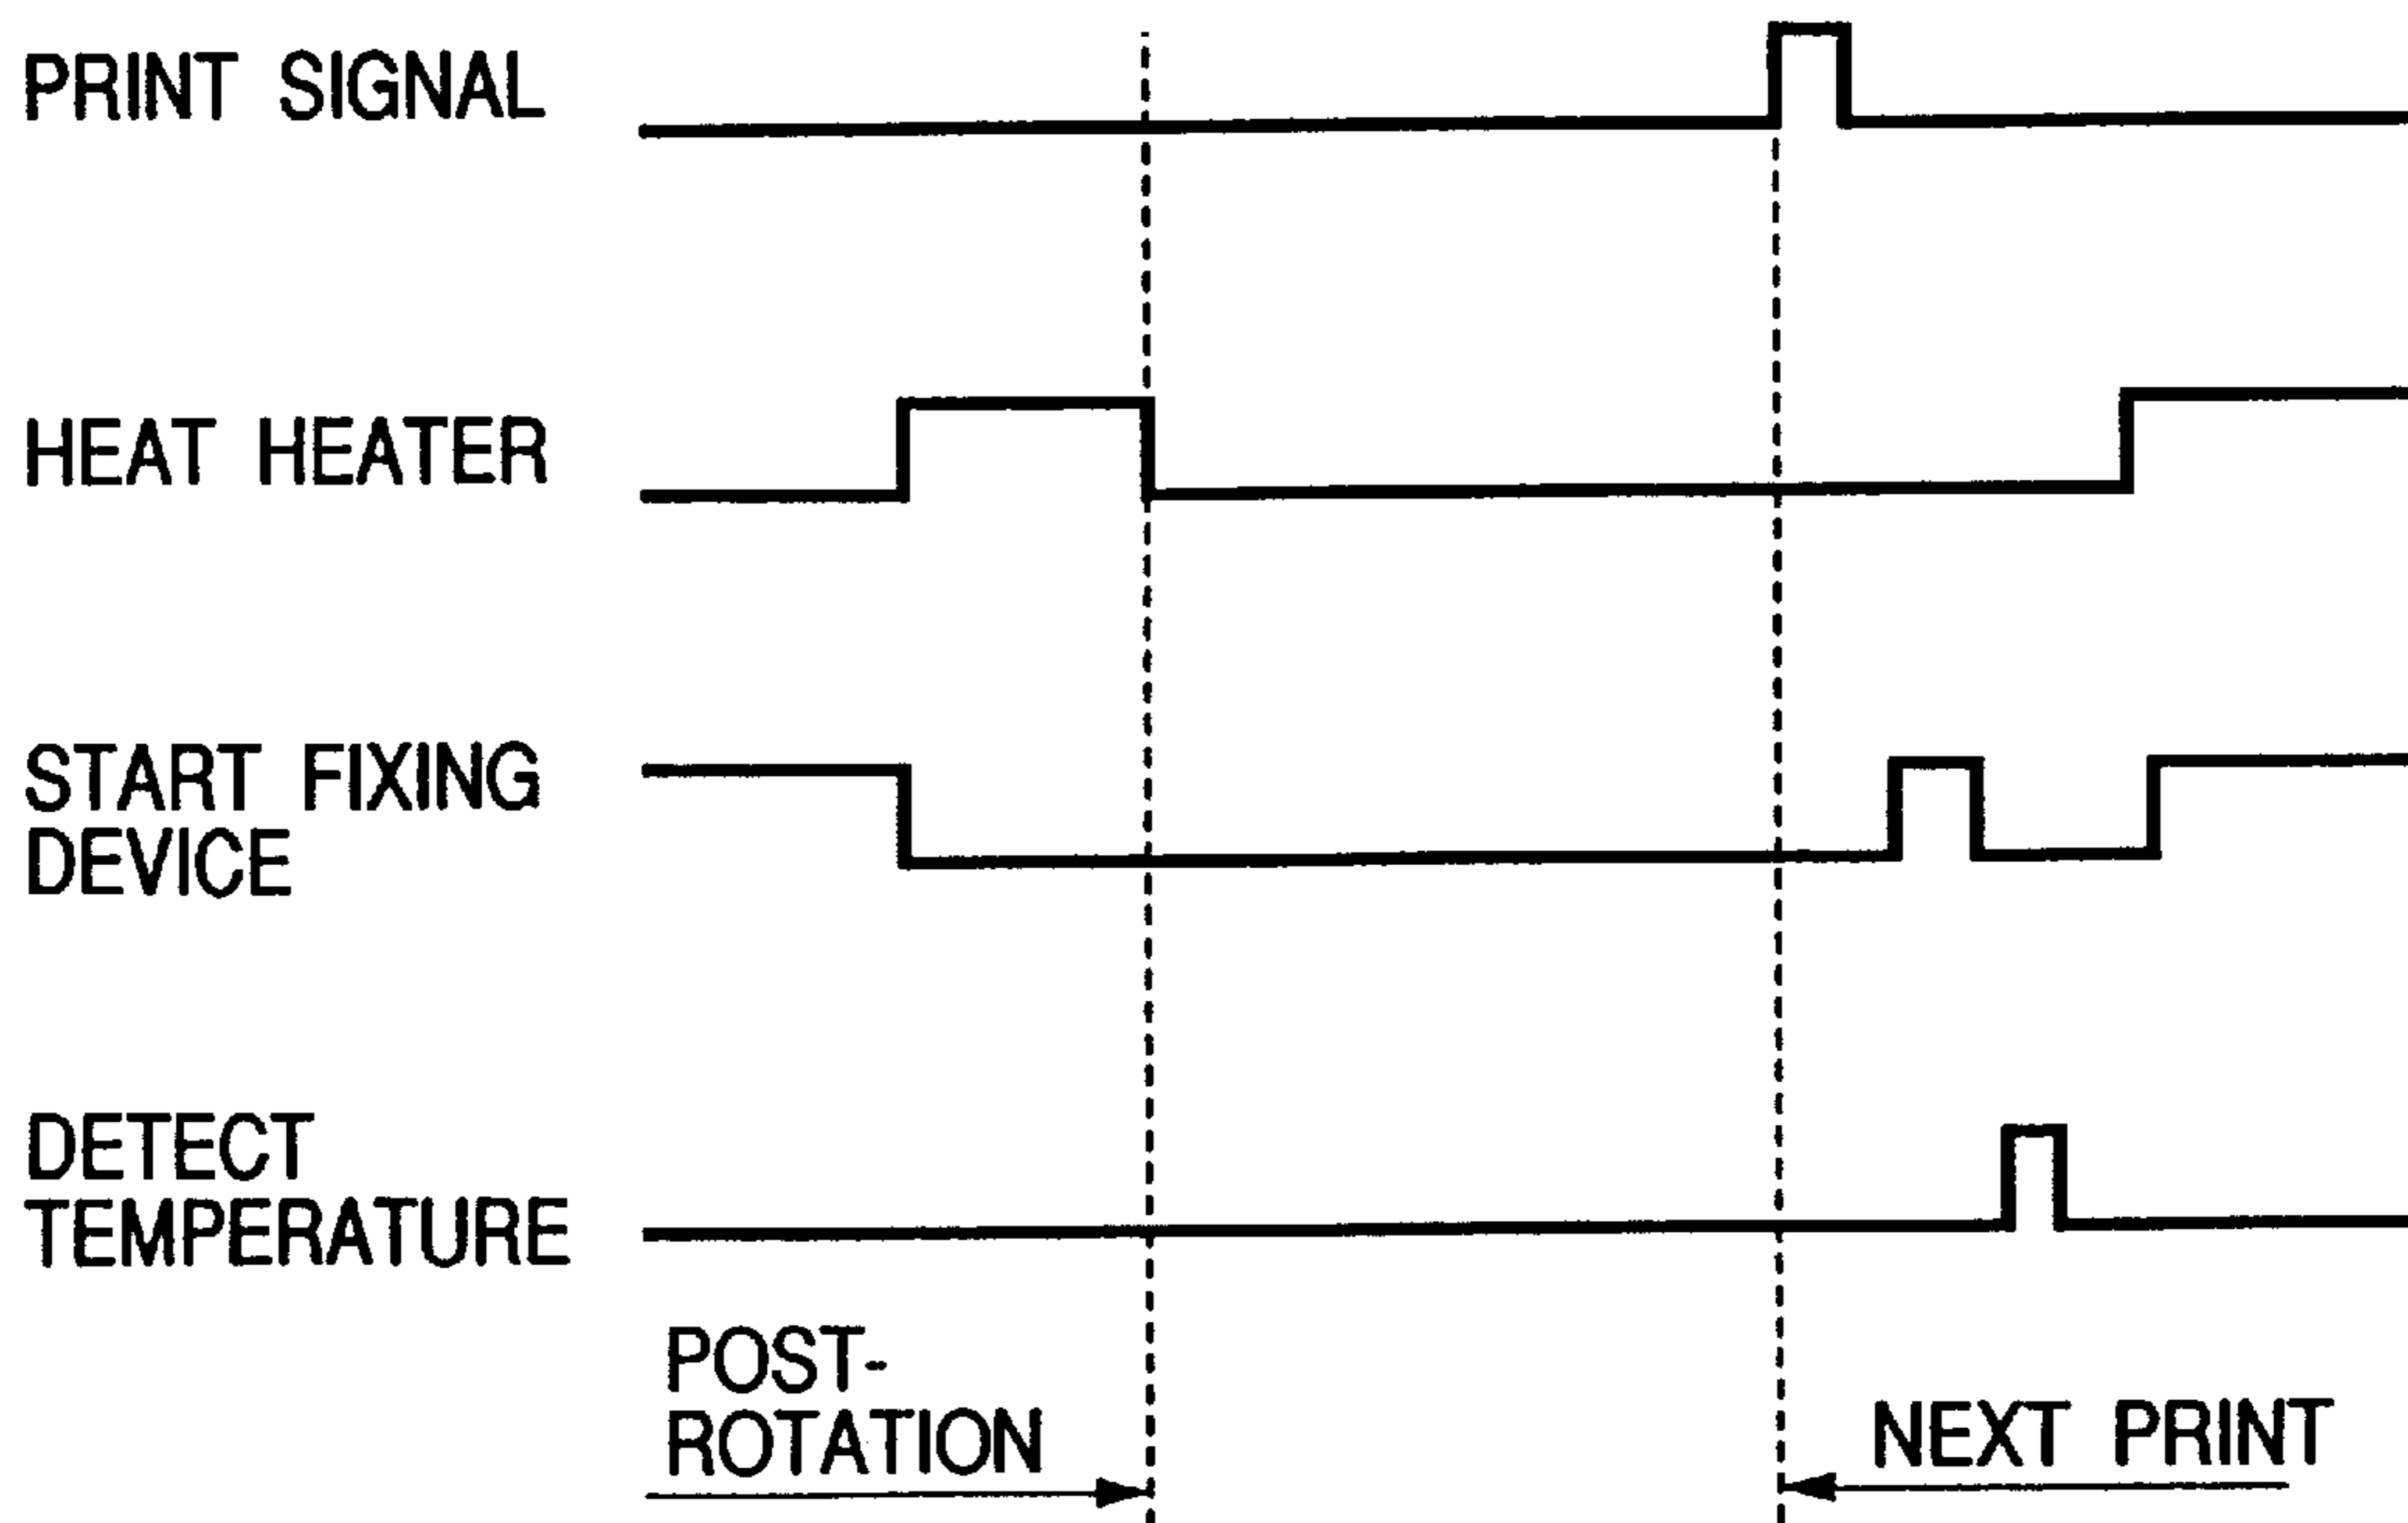 PRINT SIGNAL
HEAT HEATER
START FIXING
DEVICE
DETECT
TEMPERATURE
POST-
ROTATION
NEXT PRINT